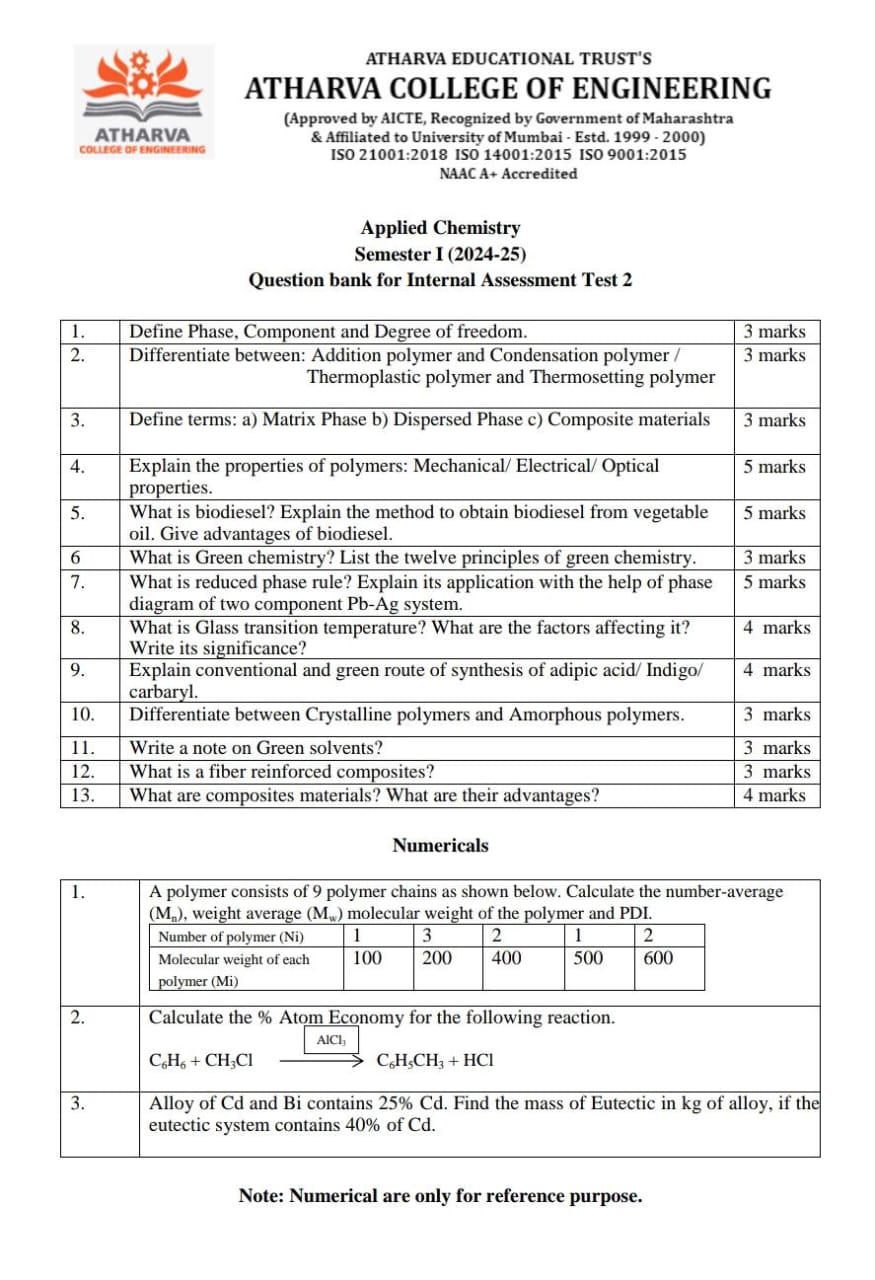 ATHARVA
COLLEGE OF ENGINEERING
ATHARVA EDUCATIONAL TRUST'S
ATHARVA COLLEGE OF ENGINEERING
(Approved by AICTE, Recognized by Government of Maharashtra
& Affiliated to University of Mumbai - Estd. 1999 - 2000)
ISO 21001:2018 ISO 14001:2015 ISO 9001:2015
NAAC A+ Accredited
Applied Chemistry
Semester I (2024-25)
Question bank for Internal Assessment Test 2
1. Define Phase, Component and Degree of freedom. 3 marks
2. Differentiate between: Addition polymer and Condensation polymer / 3 marks
Thermoplastic polymer and Thermosetting polymer
3. Define terms: a) Matrix Phase b) Dispersed Phase c) Composite materials 3 marks
4. Explain the properties of polymers: Mechanical/ Electrical/ Optical 5 marks
properties.
5. What is biodiesel? Explain the method to obtain biodiesel from vegetable 5 marks
oil. Give advantages of biodiesel.
6 What is Green chemistry? List the twelve principles of green chemistry. 3 marks
7. What is reduced phase rule? Explain its application with the help of phase 5 marks
diagram of two component Pb-Ag system.
8. What is Glass transition temperature? What are the factors affecting it? 4 marks
Write its significance?
9. Explain conventional and green route of synthesis of adipic acid/ Indigo/ 4 marks
carbaryl.
10. Differentiate between Crystalline polymers and Amorphous polymers. 3 marks
11. Write a note on Green solvents? 3 marks
12. What is a fiber reinforced composites? 3 marks
13. What are composites materials? What are their advantages? 4 marks
Numericals
1. A polymer consists of 9 polymer chains as shown below. Calculate the number-average
(Mₙ), weight average (M_w) molecular weight of the polymer and PDI.
Number of polymer (Ni) 1 3 2 1 2
Molecular weight of each 100 200 400 500 600
polymer (Mi)
2. Calculate the % Atom Economy for the following reaction.
AlCl₃
C₆H₆ + CH₃Cl ⟶ C₆H₅CH₃ + HCl
3. Alloy of Cd and Bi contains 25% Cd. Find the mass of Eutectic in kg of alloy, if the
eutectic system contains 40% of Cd.
Note: Numerical are only for reference purpose.